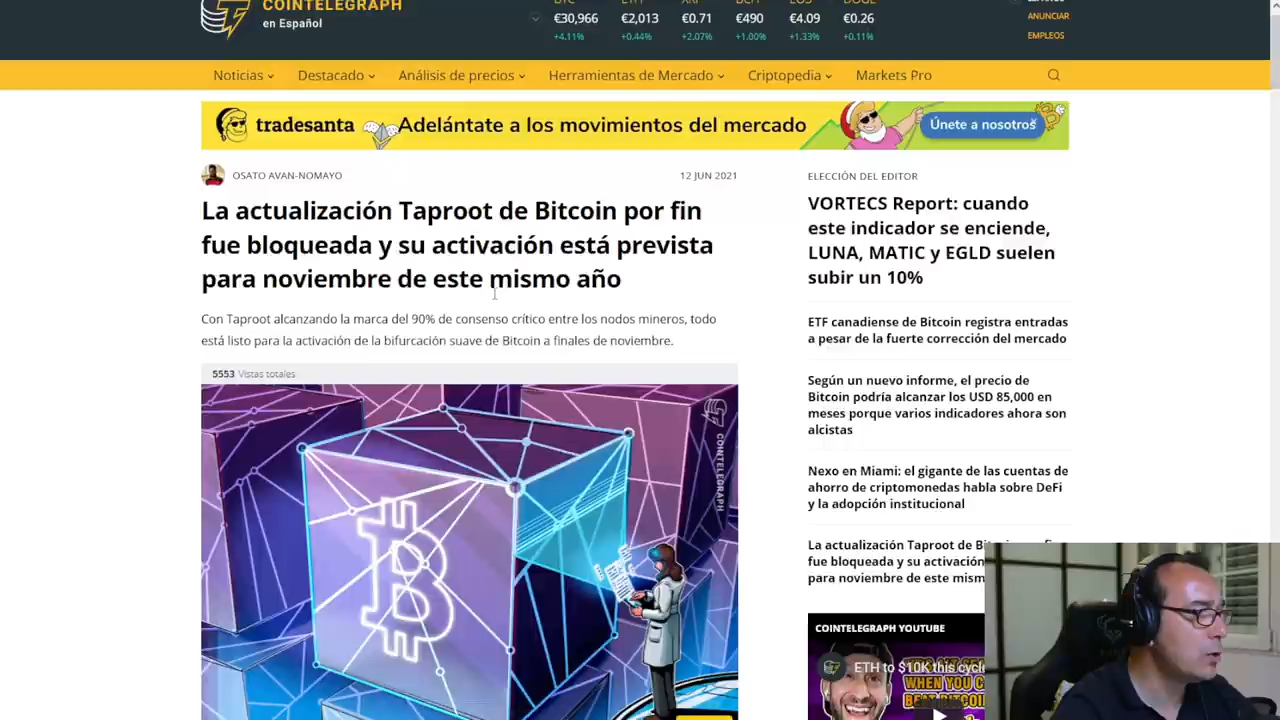 COINTELEGRAPH
en Español
€30,966 €2,013 €0.71 €490 €4.09 €0.26
+4.11% +0.44% +2.07% +1.00% +1.33% +0.11%
ANUNCIAR
EMPLEOS
Noticias Destacado Análisis de precios Herramientas de Mercado Criptopedia Markets Pro
tradesanta Adelántate a los movimientos del mercado Únete a nosotros
OSATO AVAN-NOMAYO 12 JUN 2021
La actualización Taproot de Bitcoin por fin
fue bloqueada y su activación está prevista
para noviembre de este mismo año
Con Taproot alcanzando la marca del 90% de consenso crítico entre los nodos mineros, todo
está listo para la activación de la bifurcación suave de Bitcoin a finales de noviembre.
5553 Vistas totales
COINTELEGRAPH
ELECCIÓN DEL EDITOR
VORTECS Report: cuando
este indicador se enciende,
LUNA, MATIC y EGLD suelen
subir un 10%
ETF canadiense de Bitcoin registra entradas
a pesar de la fuerte corrección del mercado
Según un nuevo informe, el precio de
Bitcoin podría alcanzar los USD 85,000 en
meses porque varios indicadores ahora son
alcistas
Nexo en Miami: el gigante de las cuentas de
ahorro de criptomonedas habla sobre DeFi
y la adopción institucional
La actualización Taproot de
fue bloqueada y su activación
para noviembre de este mism
COINTELEGRAPH YOUTUBE
ETH to $10K this cycle
WHEN YOU C